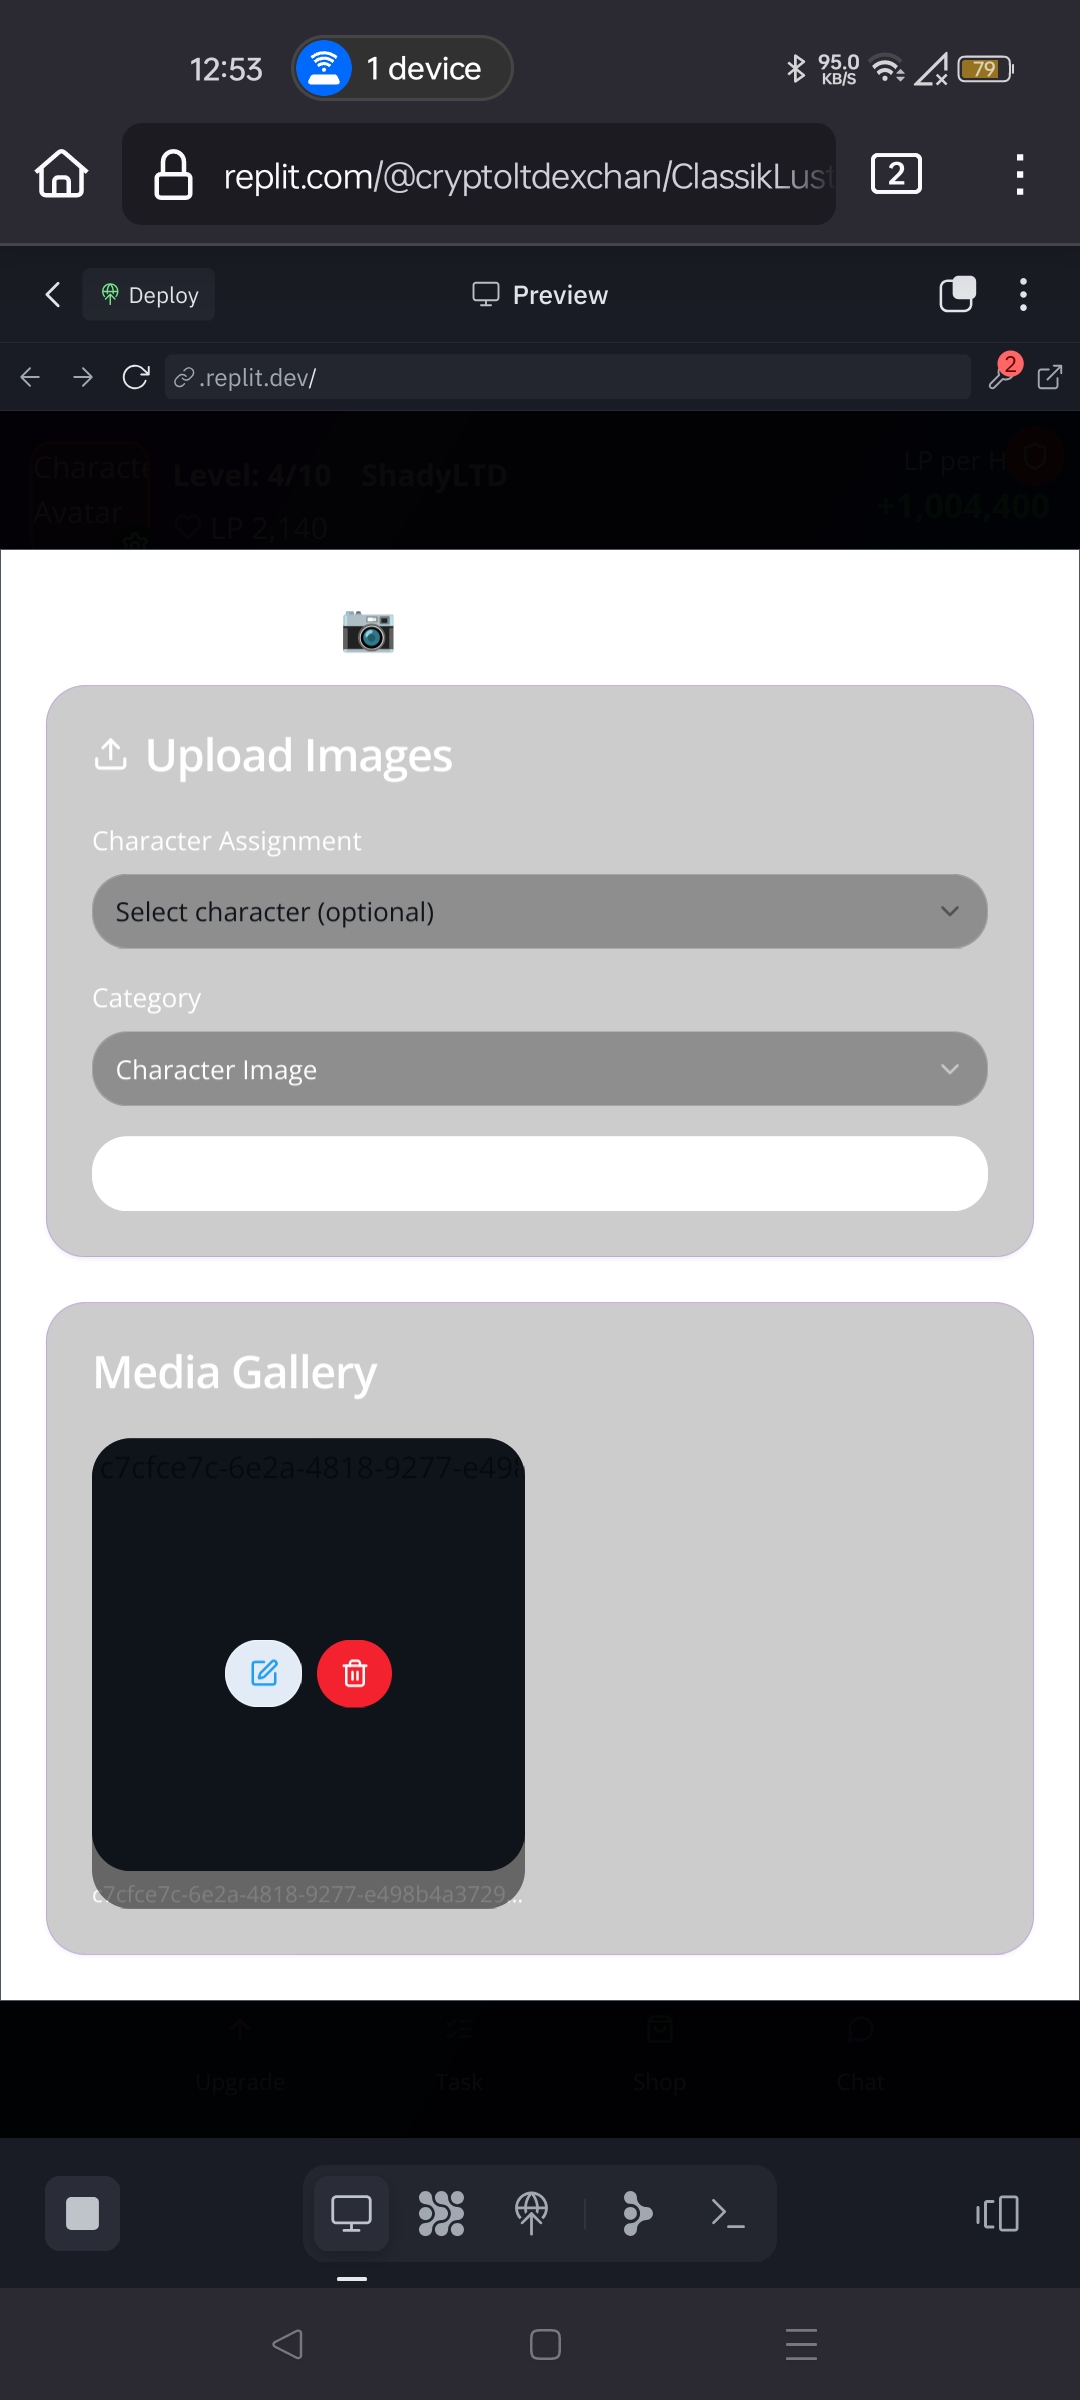 12:53
1 device
95.0
KB/S
79
replit.com/@cryptoltdexchan/ClassikLust
2
Deploy
Preview
.replit.dev/
2
Charact
Avatar
Level: 4/10 ShadyLTD
LP 2,140
LP per H
+1,004,400
Upload Images
Character Assignment
Select character (optional)
Category
Character Image
Media Gallery
c7cfce7c-6e2a-4818-9277-e498
c7cfce7c-6e2a-4818-9277-e498b4a3729...
Upgrade
Task
Shop
Chat